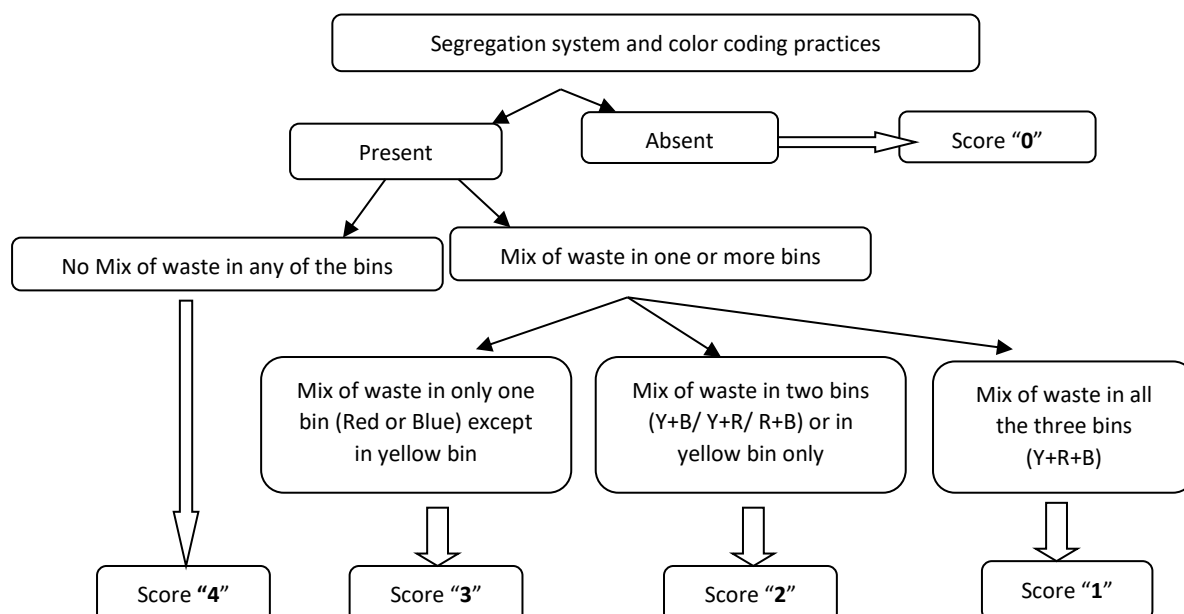 Segregation system and color coding practices
Present
Absent
Score “0”
No Mix of waste in any of the bins
Mix of waste in one or more bins
Mix of waste in only one
bin (Red or Blue) except
in yellow bin
Mix of waste in two bins
(Y+B/ Y+R/ R+B) or in
yellow bin only
Mix of waste in all
the three bins
(Y+R+B)
Score “4”
Score “3”
Score “2”
Score “1”